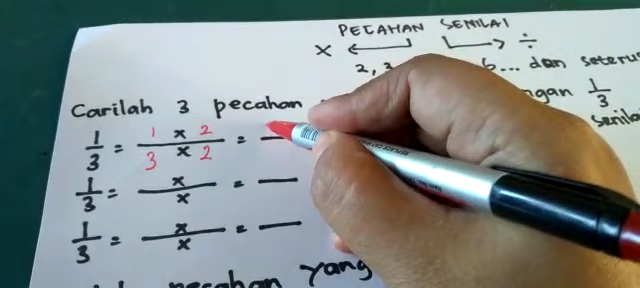 PECAHAN SENILAI
× ÷
2, 3 6... dan seterus
Carilah 3 pecahan ngan 1/3
senilai
1/3 = 1 × 2 / 3 × 2 = —
1/3 = × / × = —
1/3 = × / × = —
pecahan yang